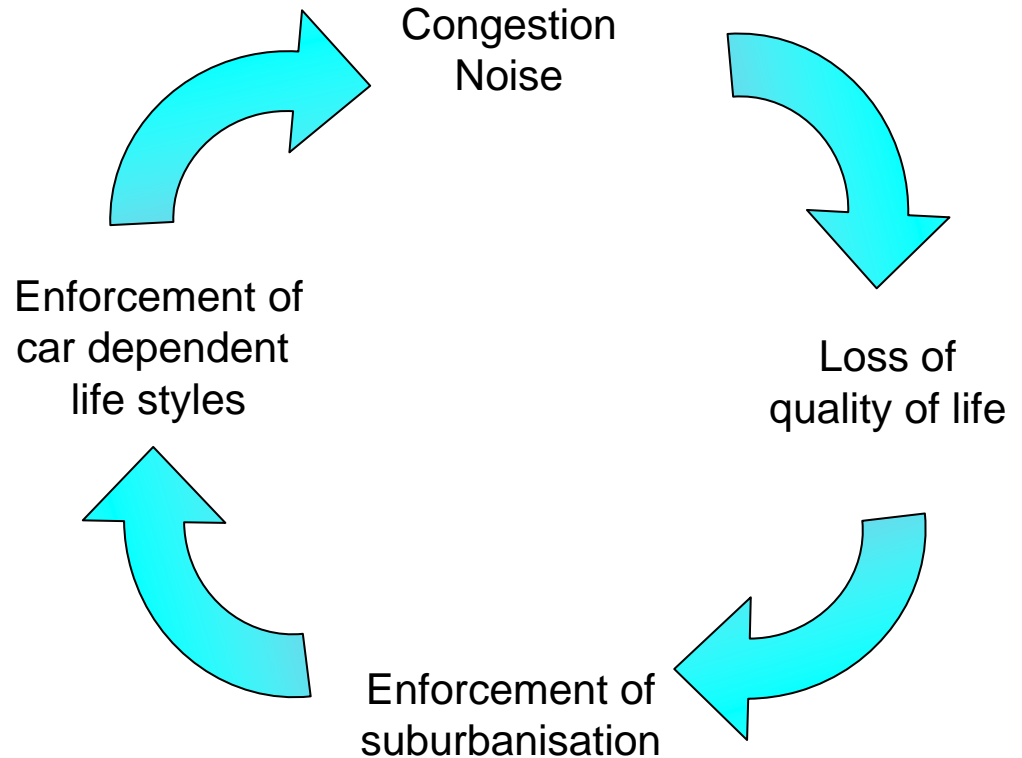 Congestion
Noise
Loss of
quality of life
Enforcement of
suburbanisation
Enforcement of
car dependent
life styles